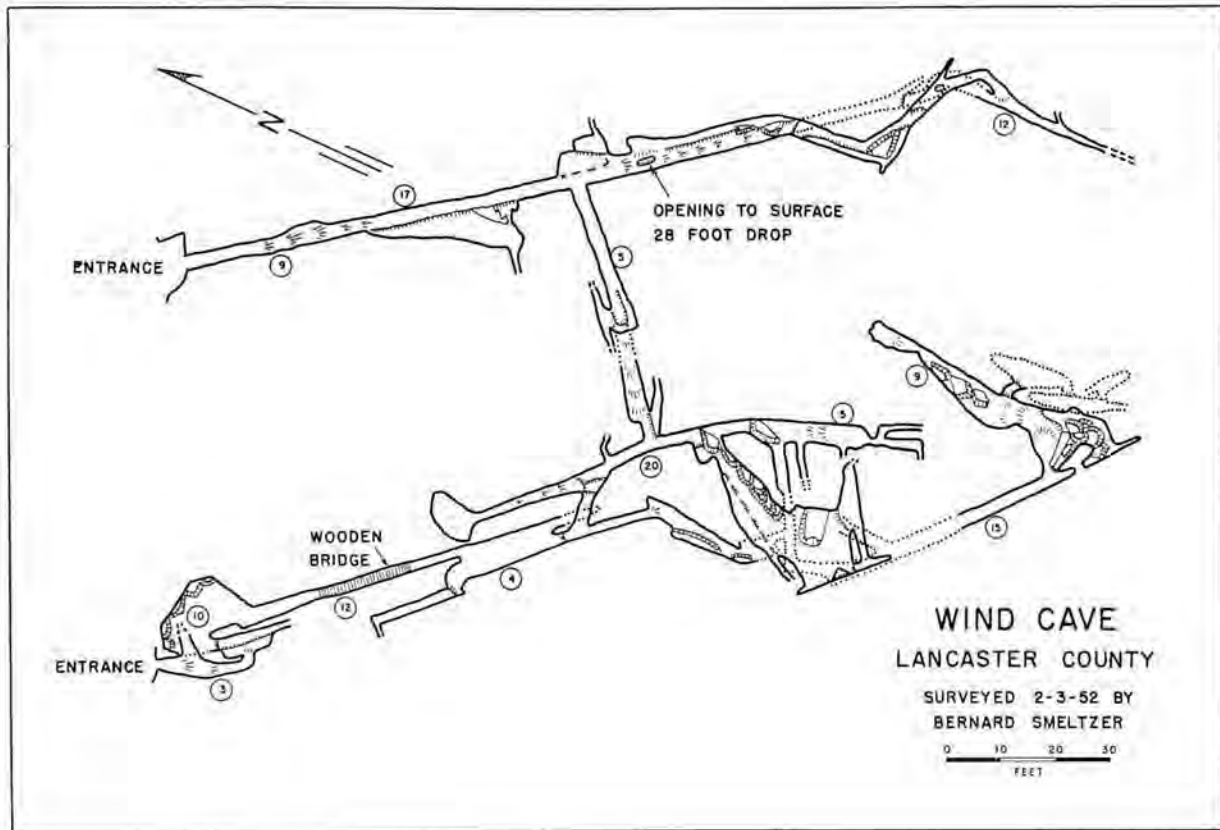 N
12
17
OPENING TO SURFACE
28 FOOT DROP
5
ENTRANCE
9
9
5
20
WOODEN
BRIDGE
15
4
12
10
ENTRANCE
3
WIND CAVE
LANCASTER COUNTY
SURVEYED 2-3-52 BY
BERNARD SMELTZER
0 10 20 30
FEET